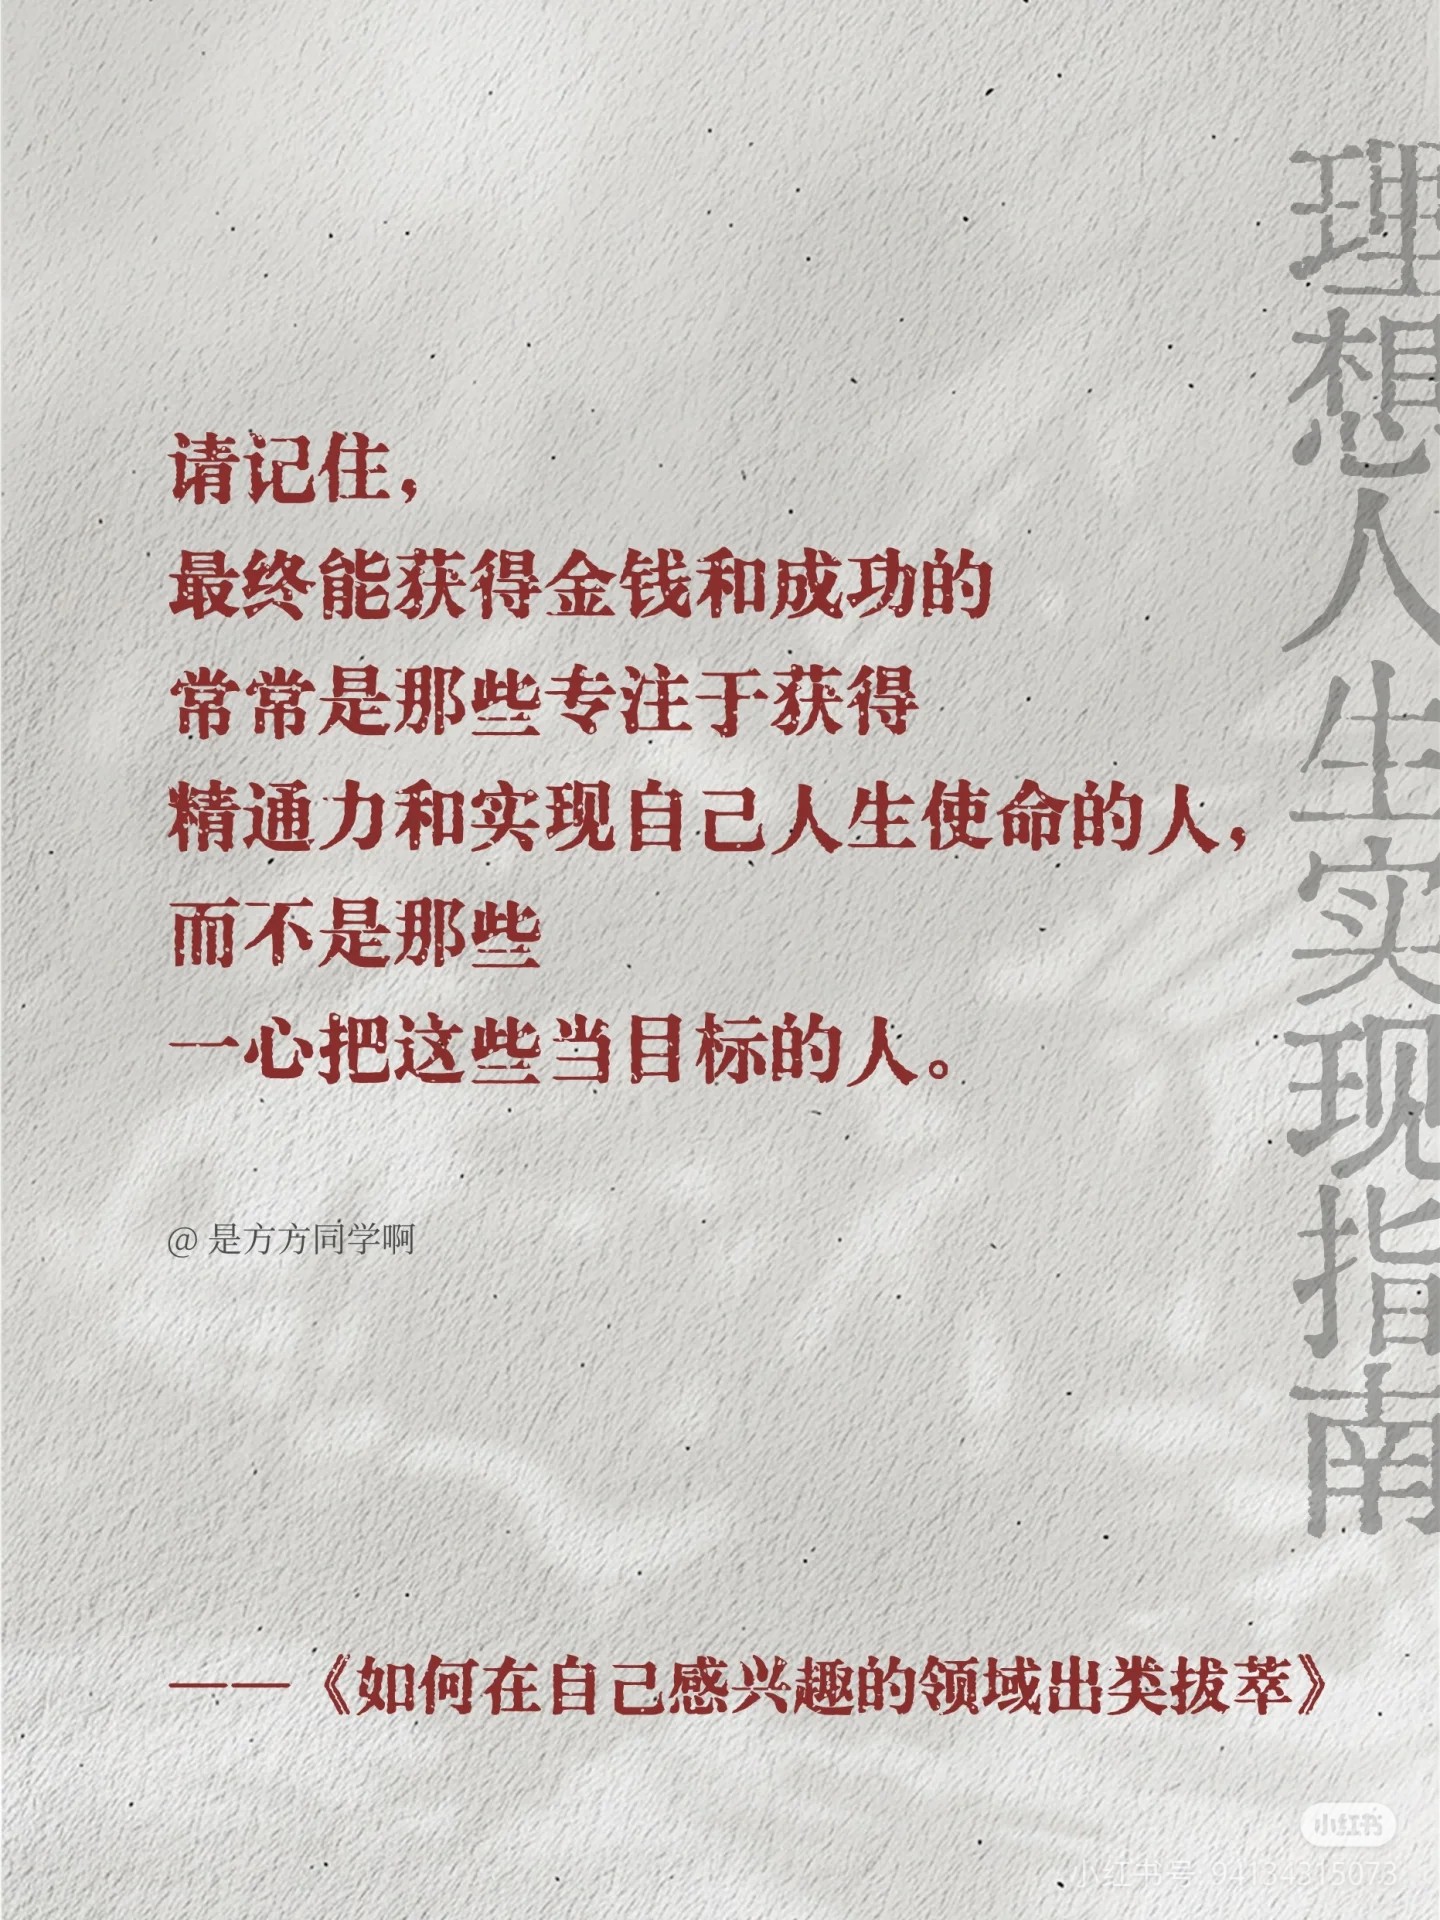 请记住，
最终能获得金钱和成功的
常常是那些专注于获得
精通力和实现自己人生使命的人，
而不是那些
一心把这些当目标的人。
@ 是方方同学啊
——《如何在自己感兴趣的领域出类拔萃》
理想人生实现指南
小红书
小红书号: 94134315073